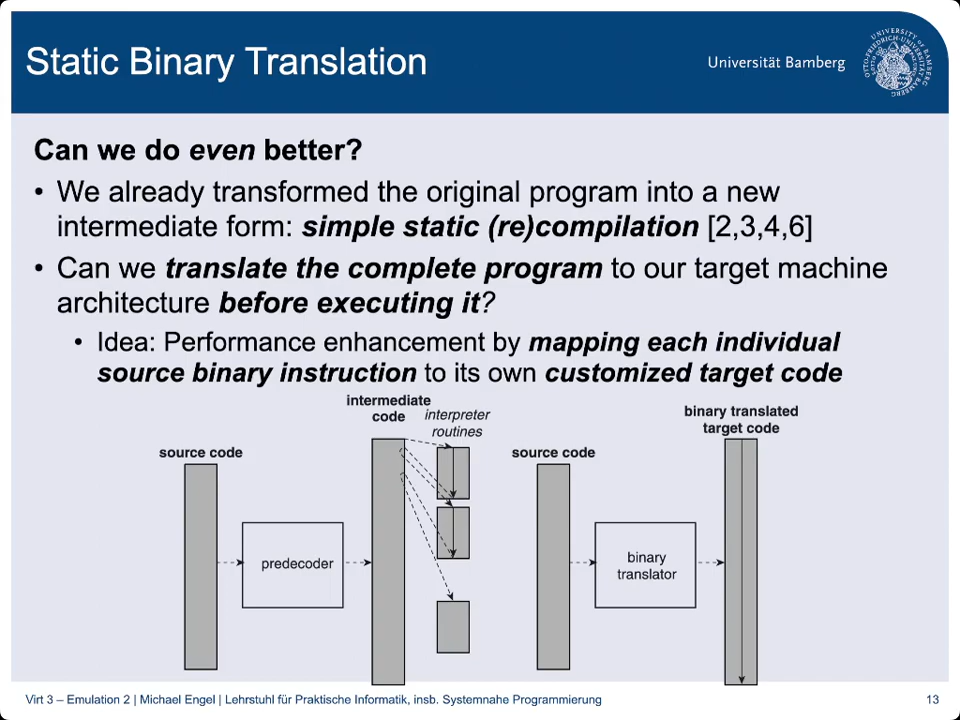 Static Binary Translation
Universität Bamberg
Can we do even better?
• We already transformed the original program into a new
intermediate form: simple static (re)compilation [2,3,4,6]
• Can we translate the complete program to our target machine
architecture before executing it?
• Idea: Performance enhancement by mapping each individual
source binary instruction to its own customized target code
source code
intermediate
code
interpreter
routines
predecoder
source code
binary translated
target code
binary
translator
Virt 3 – Emulation 2 | Michael Engel | Lehrstuhl für Praktische Informatik, insb. Systemnahe Programmierung
13